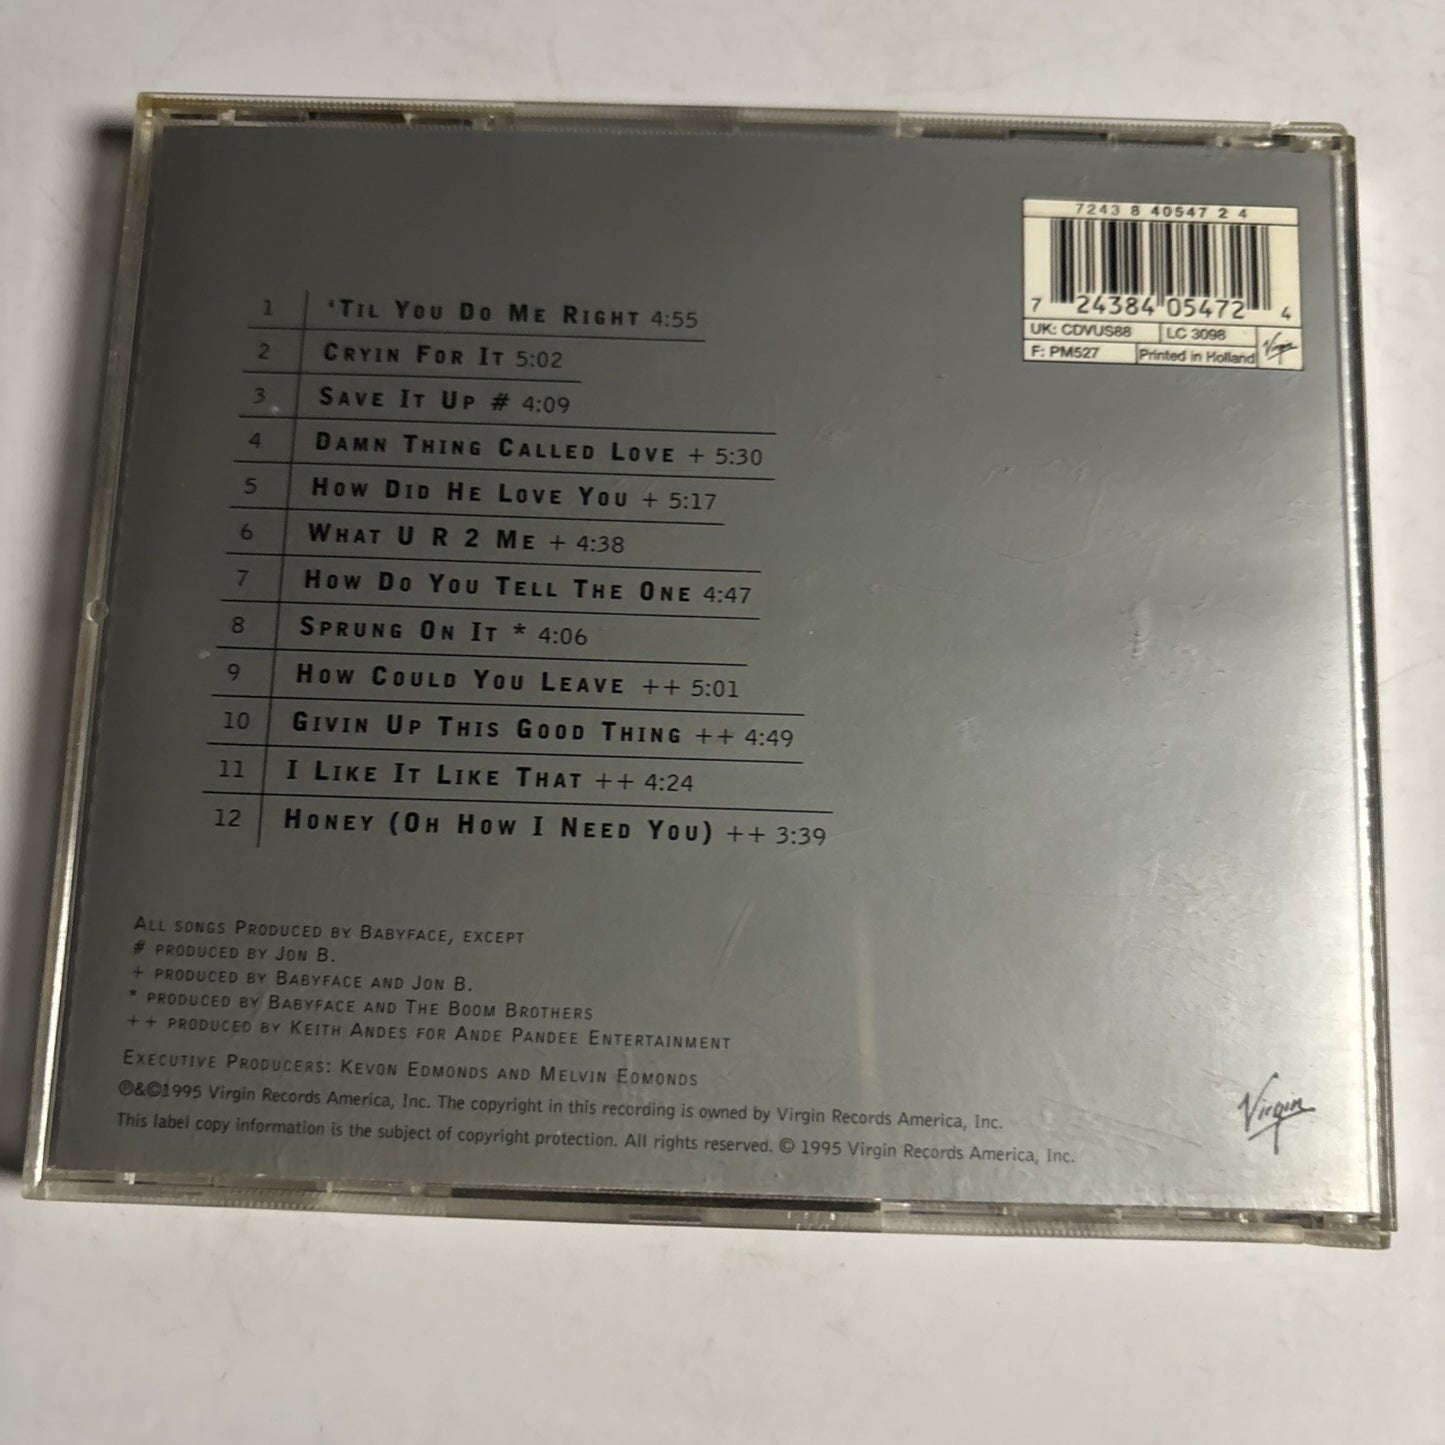 7243 8 40547 2 4
7 24384 05472 4
UK: CDVUS88 LC 3098
F: PM527 Printed in Holland Virgin
1 'Til You Do Me Right 4:55
2 Cryin For It 5:02
3 Save It Up # 4:09
4 Damn Thing Called Love + 5:30
5 How Did He Love You + 5:17
6 What U R 2 Me + 4:38
7 How Do You Tell The One 4:47
8 Sprung On It * 4:06
9 How Could You Leave ++ 5:01
10 Givin Up This Good Thing ++ 4:49
11 I Like It Like That ++ 4:24
12 Honey (Oh How I Need You) ++ 3:39
All songs Produced by Babyface, except
# produced by Jon B.
+ produced by Babyface and Jon B.
* produced by Babyface and The Boom Brothers
++ produced by Keith Andes for Ande Pandee Entertainment
Executive Producers: Kevon Edmonds and Melvin Edmonds
℗&©1995 Virgin Records America, Inc. The copyright in this recording is owned by Virgin Records America, Inc.
This label copy information is the subject of copyright protection. All rights reserved. © 1995 Virgin Records America, Inc.
Virgin